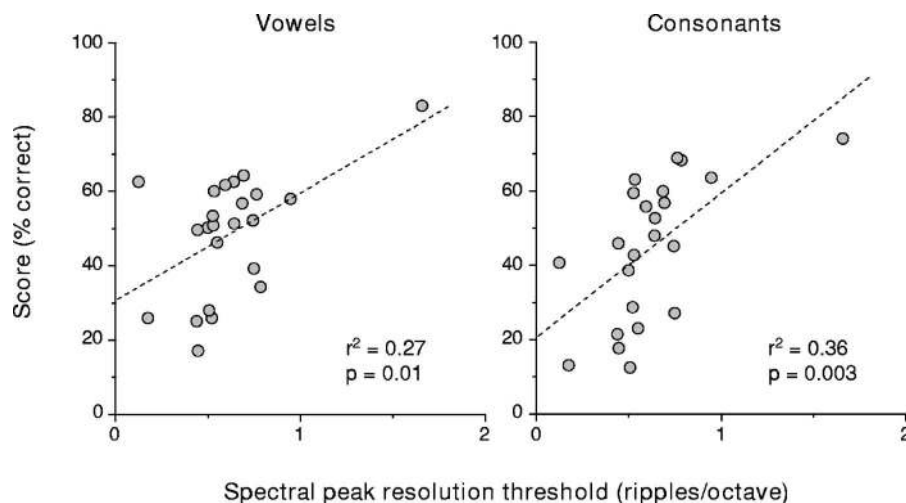 Vowels
Consonants
Score (% correct)
100
80
60
40
20
0
0
1
2
r² = 0.27
p = 0.01
100
80
60
40
20
0
0
1
2
r² = 0.36
p = 0.003
Spectral peak resolution threshold (ripples/octave)